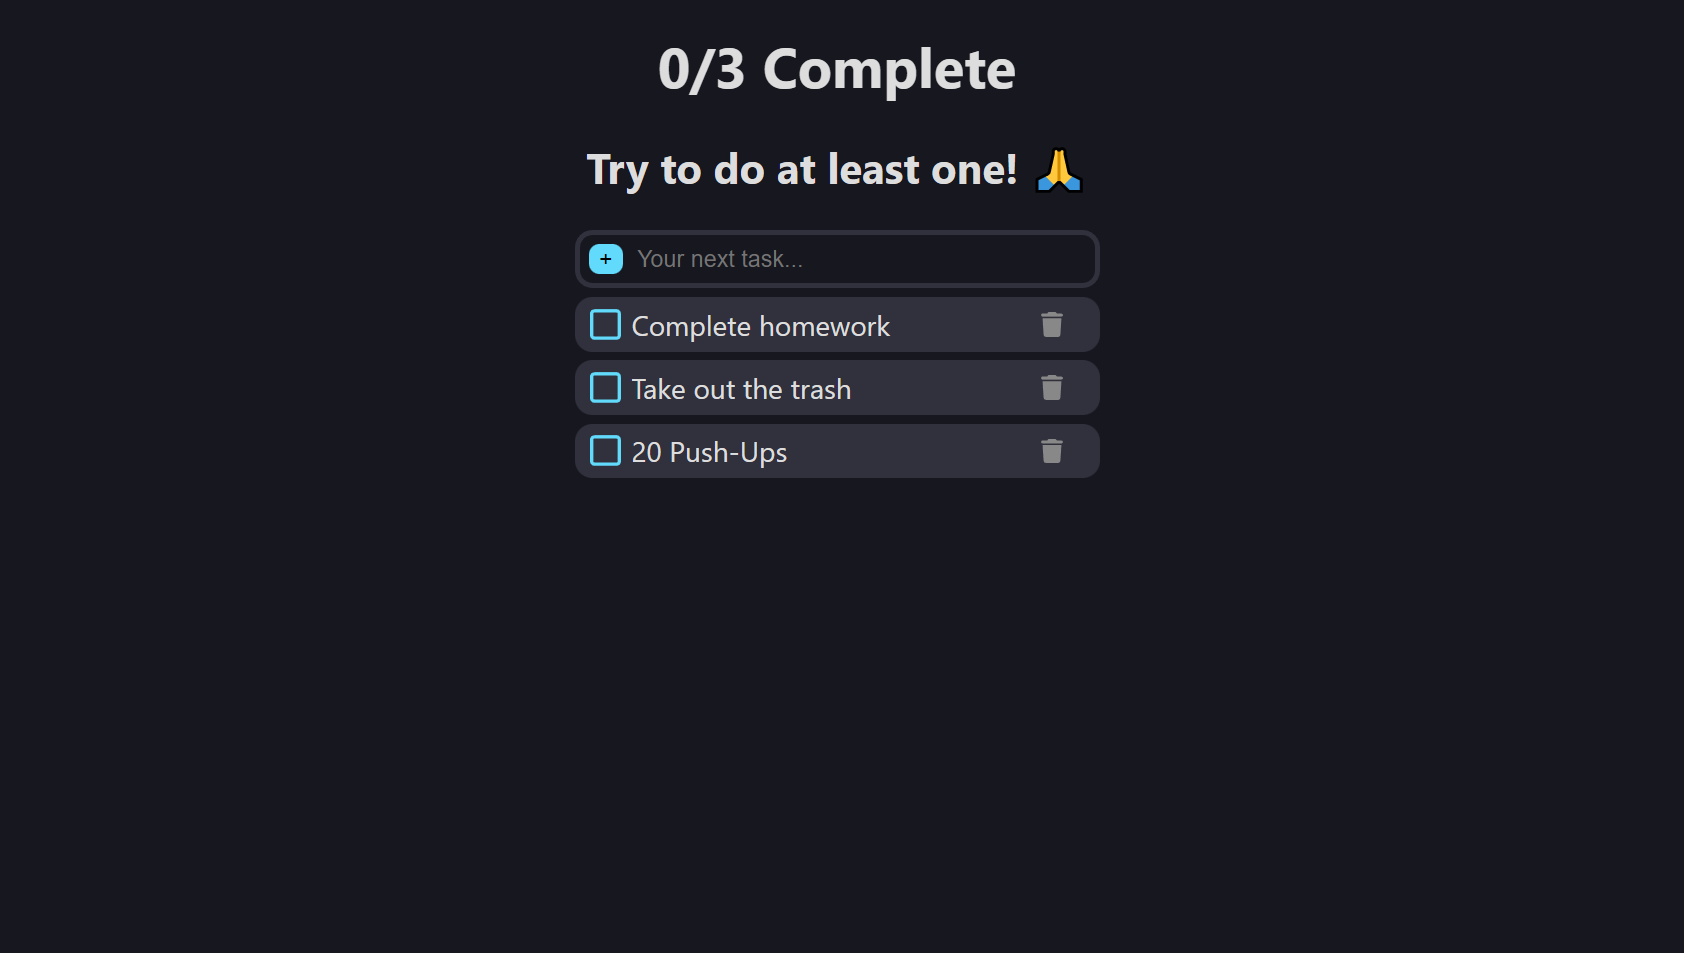 0/3 Complete
Try to do at least one! 🙏
+ Your next task...
Complete homework
Take out the trash
20 Push-Ups